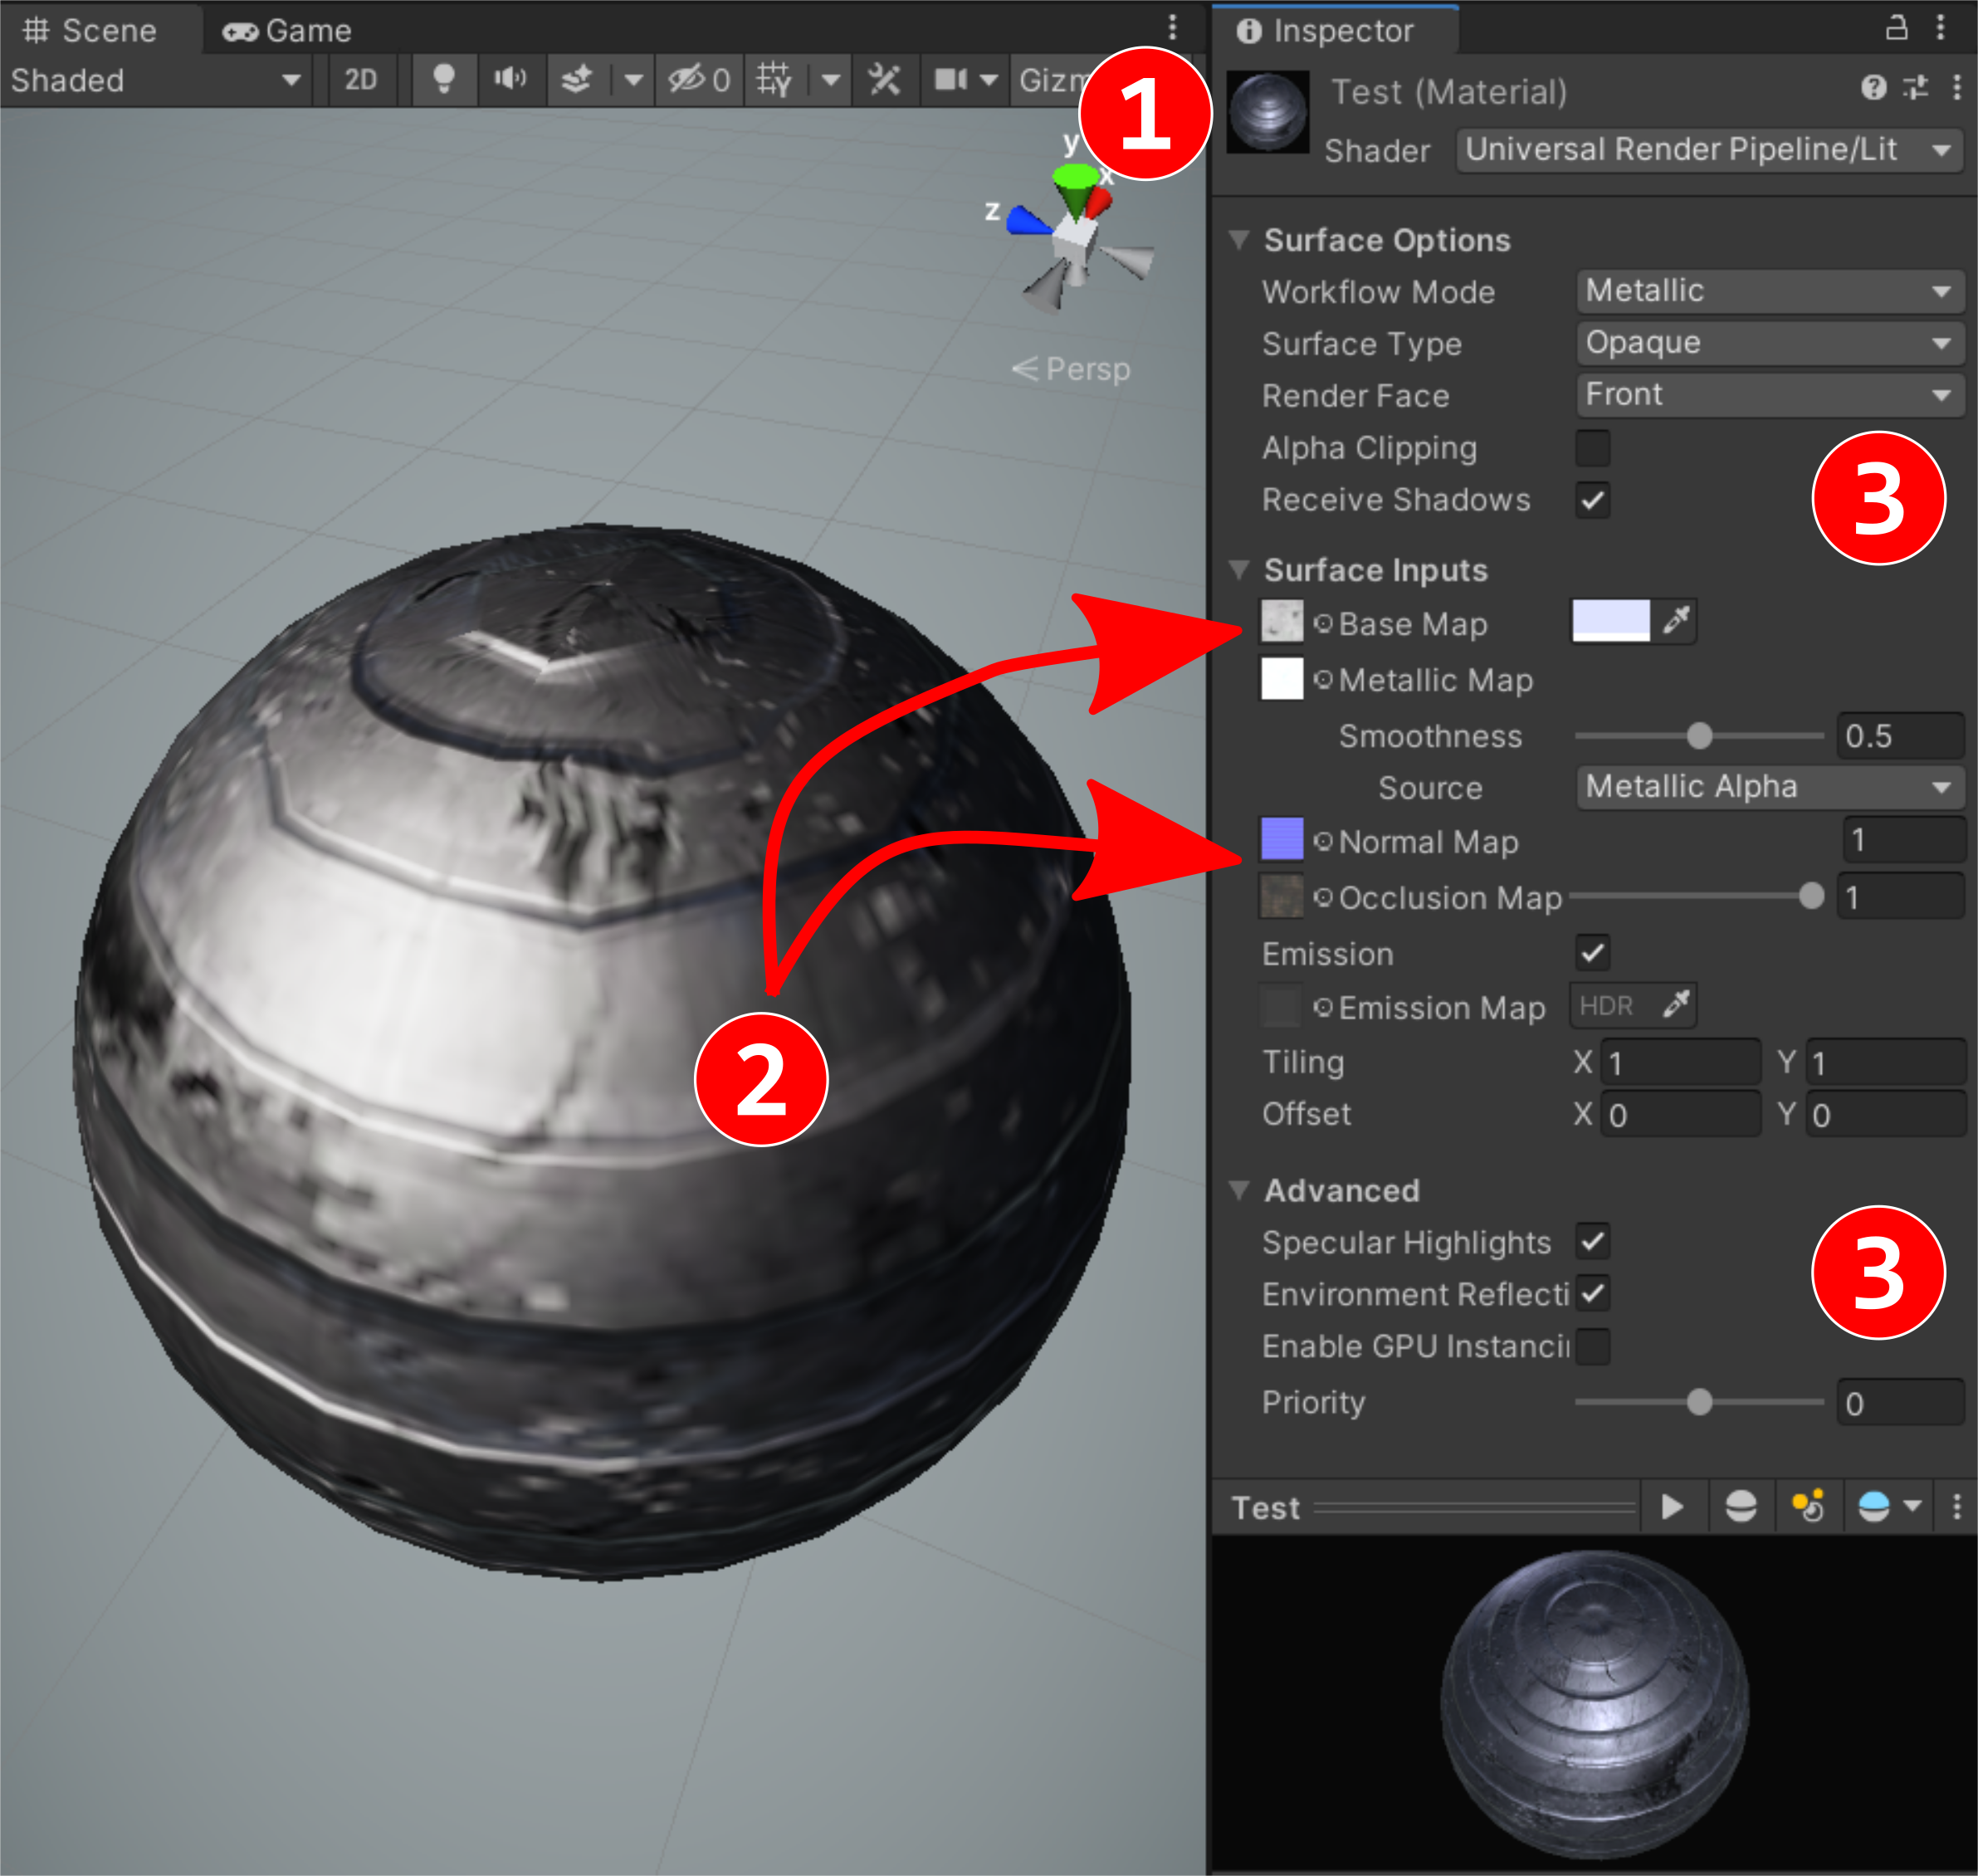 Scene
Game
Shaded
2D
0
Gizm
1
y
x
z
Persp
2
Inspector
Test (Material)
Shader Universal Render Pipeline/Lit
Surface Options
Workflow Mode Metallic
Surface Type Opaque
Render Face Front
Alpha Clipping
3
Receive Shadows
Surface Inputs
Base Map
Metallic Map
Smoothness 0.5
Source Metallic Alpha
Normal Map 1
Occlusion Map 1
Emission
Emission Map HDR
Tiling X 1 Y 1
Offset X 0 Y 0
Advanced
Specular Highlights
3
Environment Reflecti
Enable GPU Instanci
Priority 0
Test